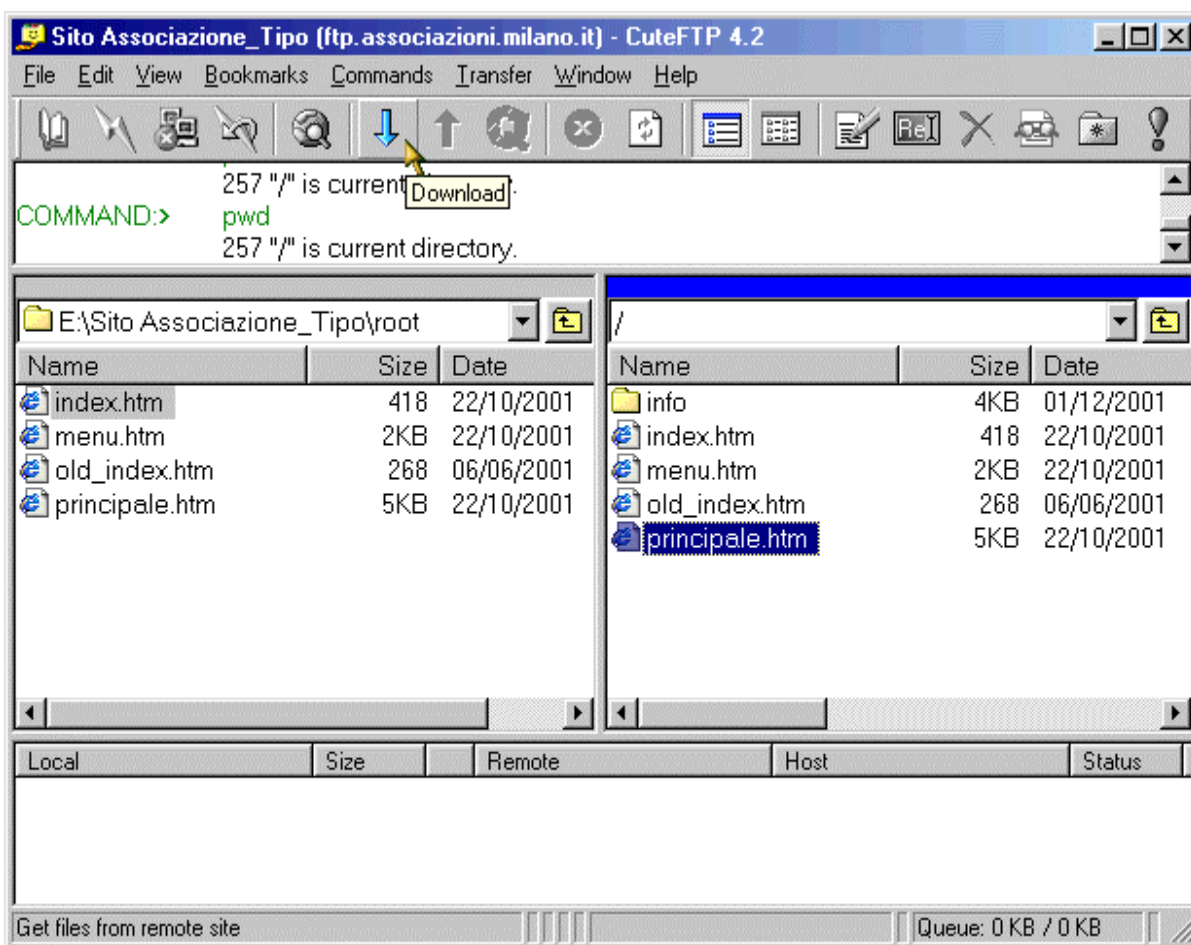 Sito Associazione_Tipo (ftp.associazioni.milano.it) - CuteFTP 4.2
File Edit View Bookmarks Commands Transfer Window Help
ReI
257 "/" is current r.
Download
COMMAND:> pwd
257 "/" is current directory.
E:\Sito Associazione_Tipo\root
Name Size Date
index.htm 418 22/10/2001
menu.htm 2KB 22/10/2001
old_index.htm 268 06/06/2001
principale.htm 5KB 22/10/2001
/
Name Size Date
info 4KB 01/12/2001
index.htm 418 22/10/2001
menu.htm 2KB 22/10/2001
old_index.htm 268 06/06/2001
principale.htm 5KB 22/10/2001
Local Size Remote Host Status
Get files from remote site Queue: 0 KB / 0 KB